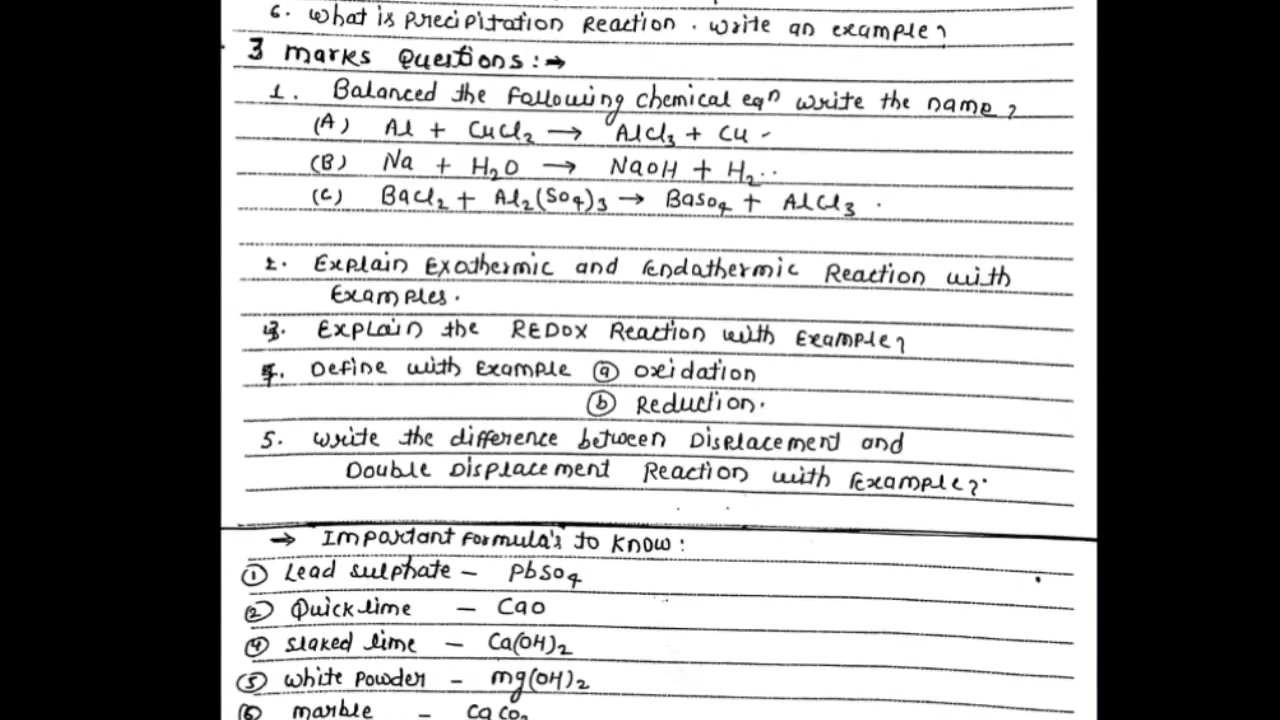 6. What is Precipitation Reaction. Write an example?
3 marks Questions :→
1. Balanced the following chemical eqn write the name?
(A) Al + CuCl2 → AlCl3 + Cu
(B) Na + H2O → NaOH + H2..
(C) BaCl2 + Al2(SO4)3 → BaSO4 + AlCl3 .
2. Explain Exothermic and Endathermic Reaction with
Examples.
3. Explain the REDOX Reaction with Example?
4. Define with Example (a) Oxidation
(b) Reduction.
5. Write the difference between Displacement and
Double Displacement Reaction with Example?
→ Important Formula's to Know:
① Lead sulphate - PbSO4
② Quick lime - CaO
④ Slaked lime - Ca(OH)2
⑤ White Powder - mg(OH)2
⑥ marble - CaCO3